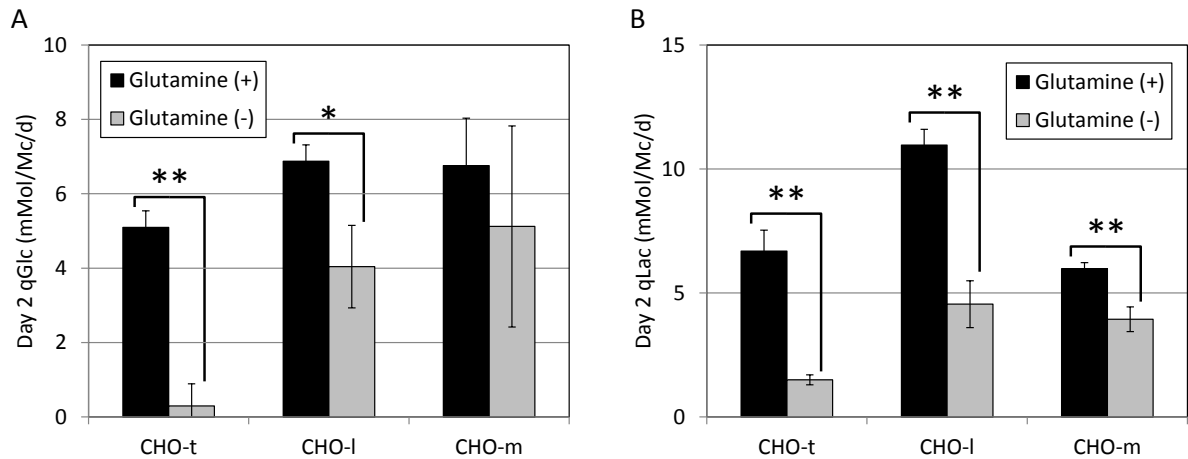 A
Day 2 qGlc (mMol/Mc/d)
10
8
6
4
2
0
Glutamine (+)
Glutamine (-)
**
*
CHO-t
CHO-l
CHO-m
B
Day 2 qLac (mMol/Mc/d)
15
10
5
0
Glutamine (+)
Glutamine (-)
**
**
**
CHO-t
CHO-l
CHO-m